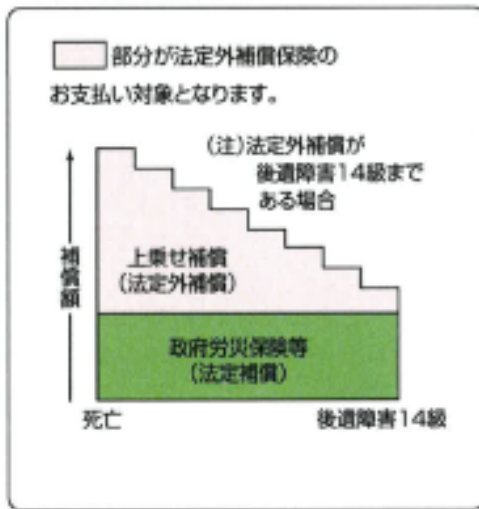 部分が法定外補償保険の
お支払い対象となります。
(注)法定外補償が
後遺障害14級まで
ある場合
補償額
上乗せ補償
(法定外補償)
政府労災保険等
(法定補償)
死亡
後遺障害14級